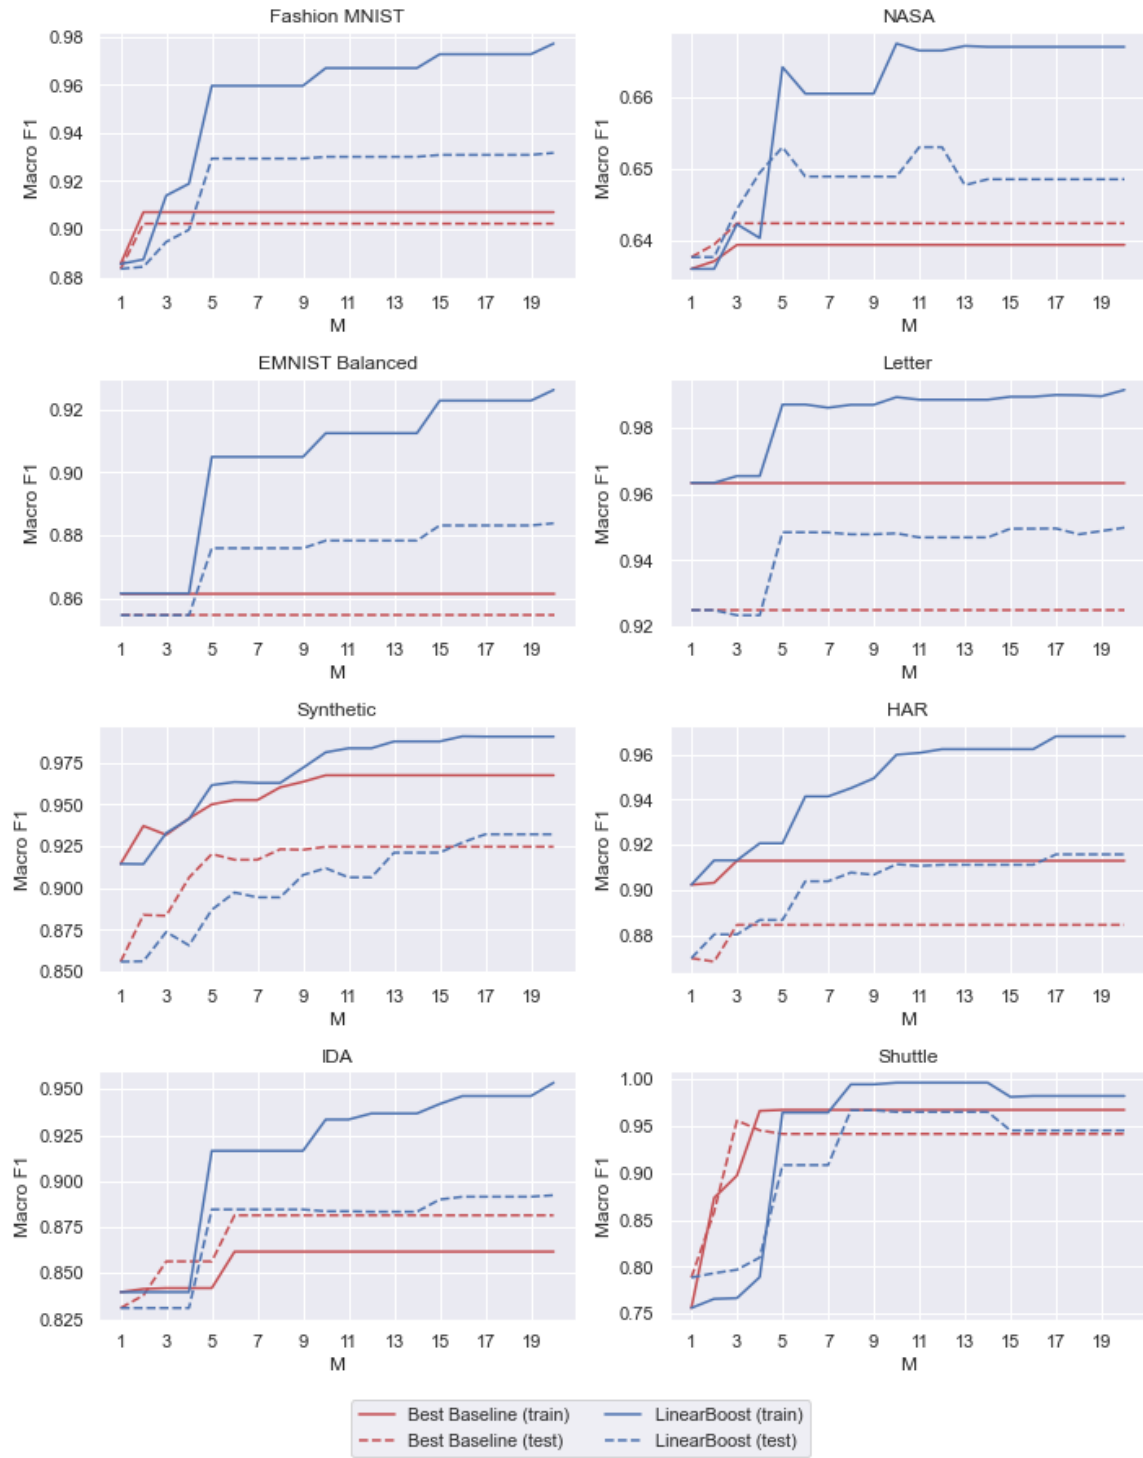 Fashion MNIST
Macro F1
0.98
0.96
0.94
0.92
0.90
0.88
1 3 5 7 9 11 13 15 17 19
M
NASA
Macro F1
0.66
0.65
0.64
1 3 5 7 9 11 13 15 17 19
M
EMNIST Balanced
Macro F1
0.92
0.90
0.88
0.86
1 3 5 7 9 11 13 15 17 19
M
Letter
Macro F1
0.98
0.96
0.94
0.92
1 3 5 7 9 11 13 15 17 19
M
Synthetic
Macro F1
0.975
0.950
0.925
0.900
0.875
0.850
1 3 5 7 9 11 13 15 17 19
M
HAR
Macro F1
0.96
0.94
0.92
0.90
0.88
1 3 5 7 9 11 13 15 17 19
M
IDA
Macro F1
0.950
0.925
0.900
0.875
0.850
0.825
1 3 5 7 9 11 13 15 17 19
M
Shuttle
Macro F1
1.00
0.95
0.90
0.85
0.80
0.75
1 3 5 7 9 11 13 15 17 19
M
Best Baseline (train) LinearBoost (train)
Best Baseline (test) LinearBoost (test)